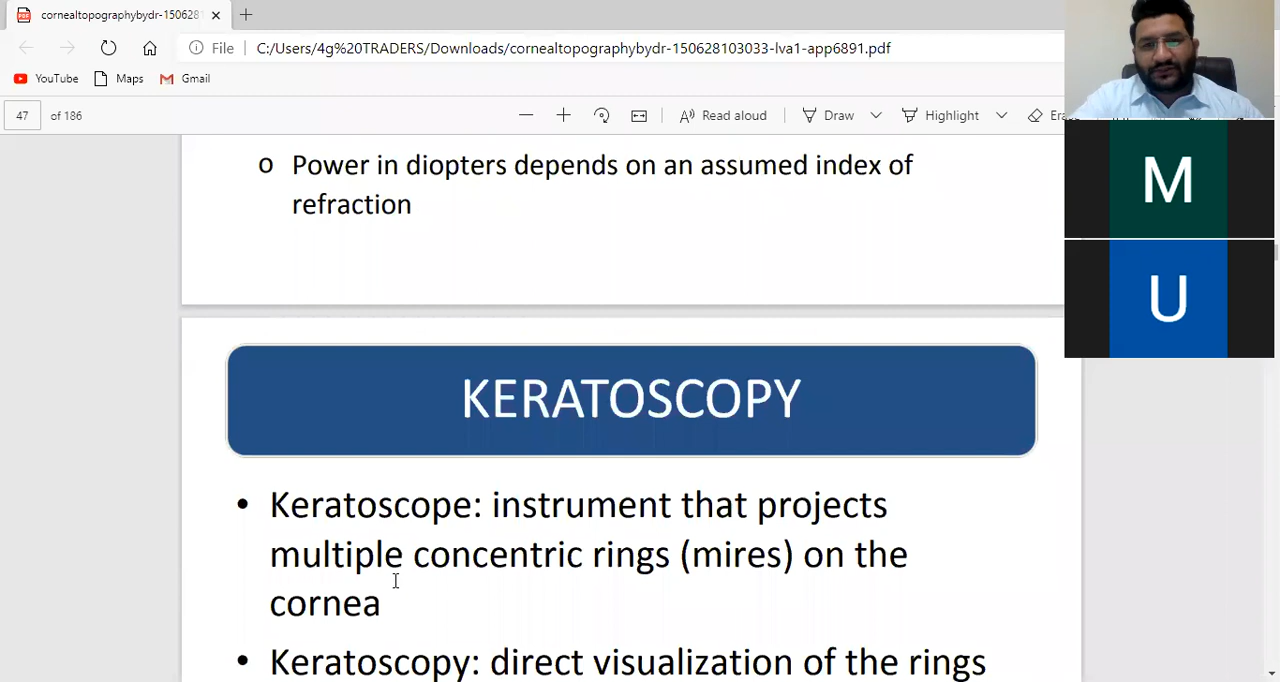 cornealtopographybydr-150628
File
C:/Users/4g%20TRADERS/Downloads/cornealtopographybydr-150628103033-lva1-app6891.pdf
YouTube
Maps
Gmail
47 of 186
Read aloud
Draw
Highlight
o Power in diopters depends on an assumed index of
refraction
KERATOSCOPY
• Keratoscope: instrument that projects
multiple concentric rings (mires) on the
cornea
• Keratoscopy: direct visualization of the rings
M
U